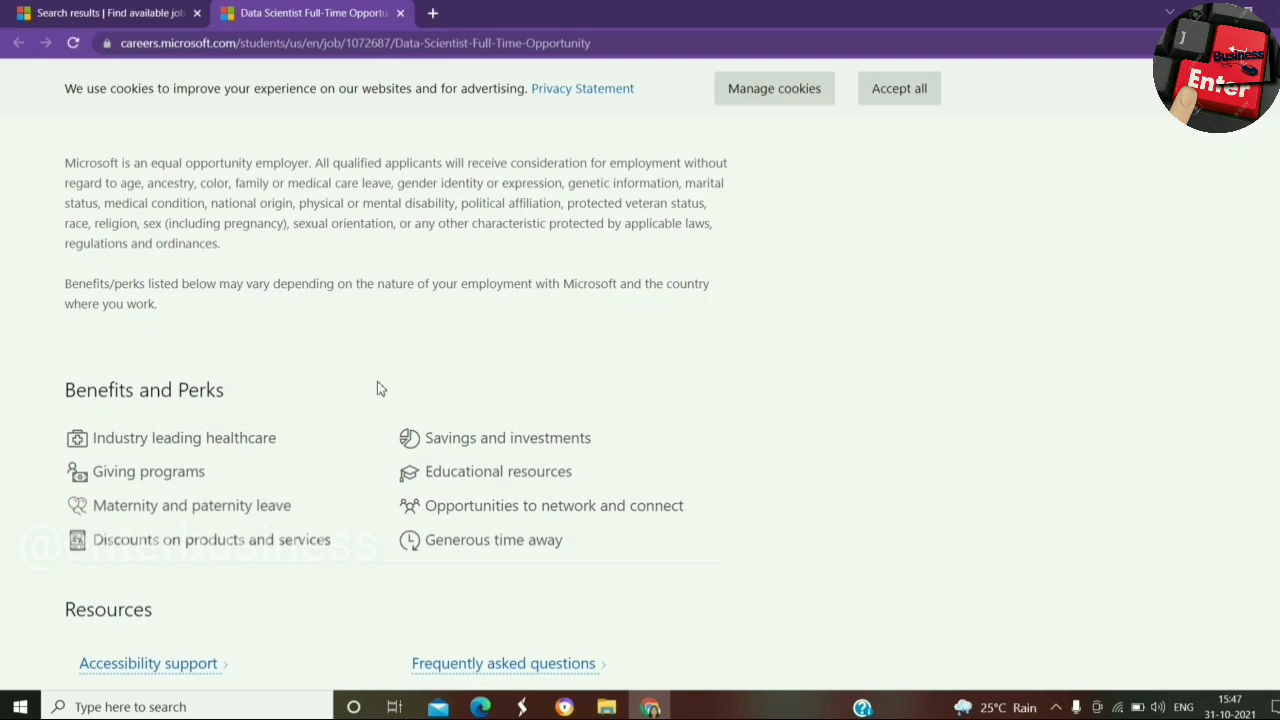 Search results | Find available jo
Data Scientist Full-Time Opportu
careers.microsoft.com/students/us/en/job/1072687/Data-Scientist-Full-Time-Opportunity
Business
Enter
We use cookies to improve your experience on our websites and for advertising. Privacy Statement
Manage cookies
Accept all
Microsoft is an equal opportunity employer. All qualified applicants will receive consideration for employment without
regard to age, ancestry, color, family or medical care leave, gender identity or expression, genetic information, marital
status, medical condition, national origin, physical or mental disability, political affiliation, protected veteran status,
race, religion, sex (including pregnancy), sexual orientation, or any other characteristic protected by applicable laws,
regulations and ordinances.
Benefits/perks listed below may vary depending on the nature of your employment with Microsoft and the country
where you work.
Benefits and Perks
Industry leading healthcare
Savings and investments
Giving programs
Educational resources
Maternity and paternity leave
Opportunities to network and connect
Discounts on products and services
Generous time away
@enterbusiness
Resources
Accessibility support
Frequently asked questions
Type here to search
25°C Rain
ENG
15:47
31-10-2021